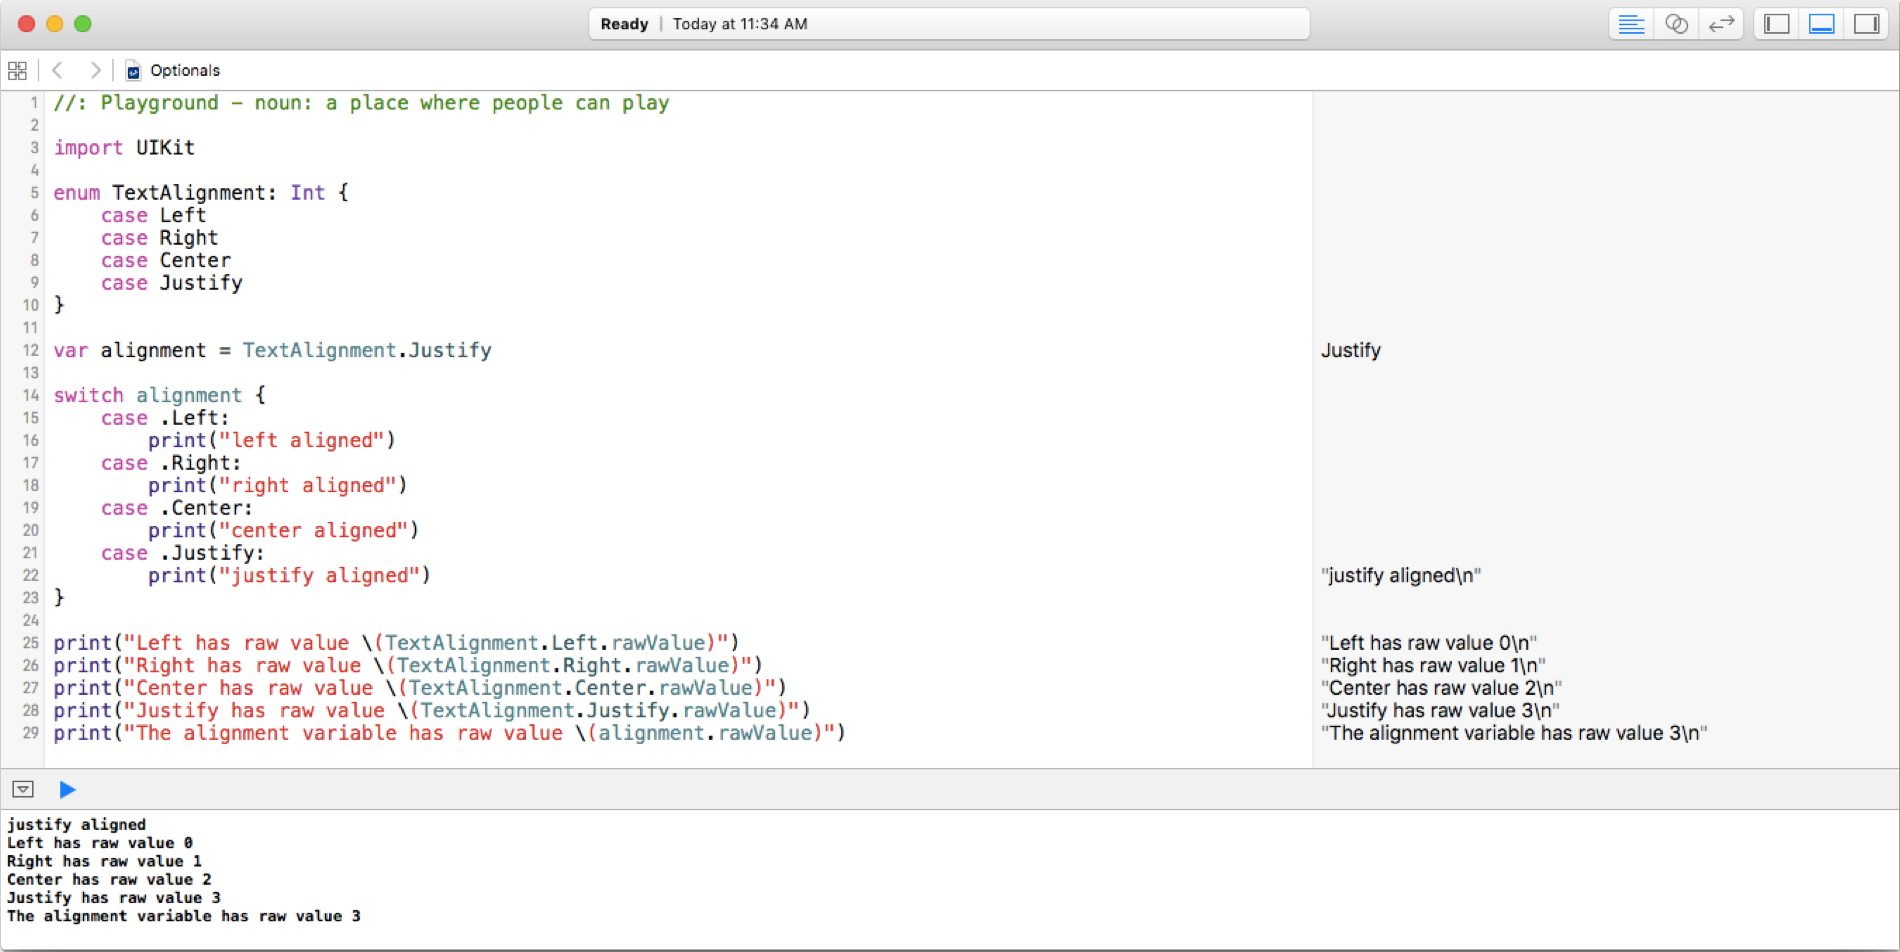 Ready | Today at 11:34 AM
Optionals
1 //: Playground – noun: a place where people can play
2
3 import UIKit
4
5 enum TextAlignment: Int {
6     case Left
7     case Right
8     case Center
9     case Justify
10 }
11
12 var alignment = TextAlignment.Justify Justify
13
14 switch alignment {
15     case .Left:
16         print("left aligned")
17     case .Right:
18         print("right aligned")
19     case .Center:
20         print("center aligned")
21     case .Justify:
22         print("justify aligned") "justify aligned\n"
23 }
24
25 print("Left has raw value \(TextAlignment.Left.rawValue)") "Left has raw value 0\n"
26 print("Right has raw value \(TextAlignment.Right.rawValue)") "Right has raw value 1\n"
27 print("Center has raw value \(TextAlignment.Center.rawValue)") "Center has raw value 2\n"
28 print("Justify has raw value \(TextAlignment.Justify.rawValue)") "Justify has raw value 3\n"
29 print("The alignment variable has raw value \(alignment.rawValue)") "The alignment variable has raw value 3\n"
justify aligned
Left has raw value 0
Right has raw value 1
Center has raw value 2
Justify has raw value 3
The alignment variable has raw value 3